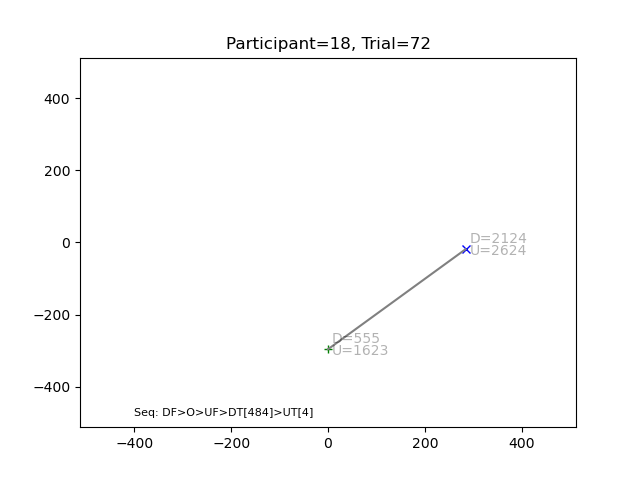 Participant=18, Trial=72
400
200
0
−200
−400
D=2124
U=2624
D=555
U=1623
Seq: DF>O>UF>DT[484]>UT[4]
−400
−200
0
200
400